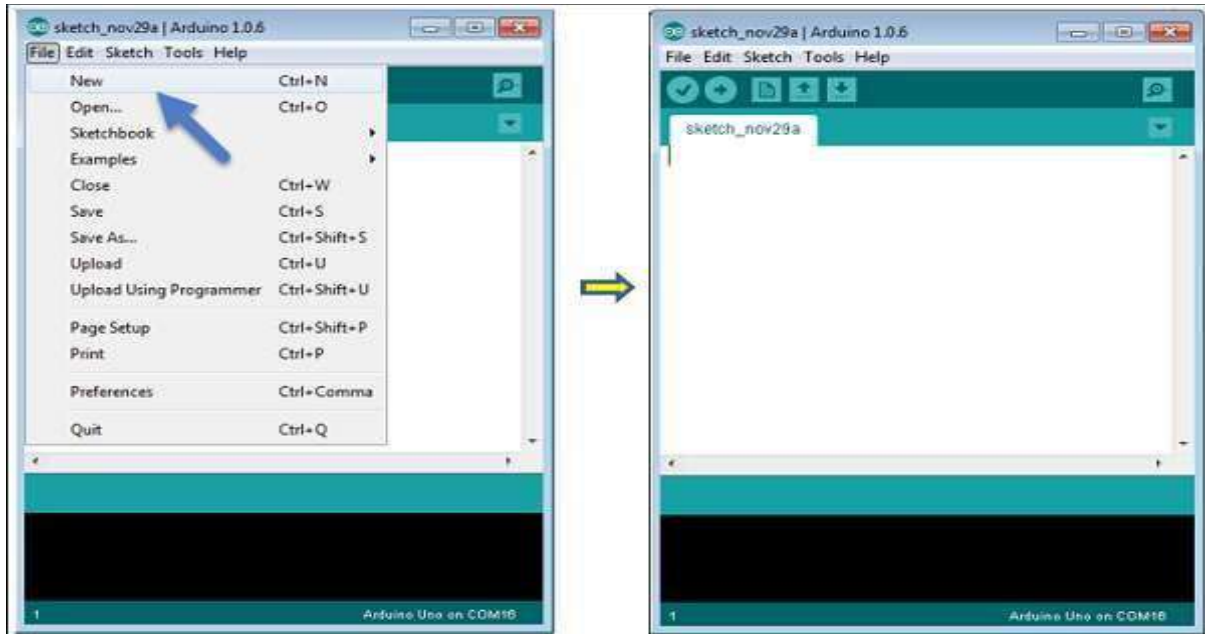 sketch_nov29a | Arduino 1.0.6
File Edit Sketch Tools Help
New Ctrl+N
Open... Ctrl+O
Sketchbook
Examples
Close Ctrl+W
Save Ctrl+S
Save As... Ctrl+Shift+S
Upload Ctrl+U
Upload Using Programmer Ctrl+Shift+U
Page Setup Ctrl+Shift+P
Print Ctrl+P
Preferences Ctrl+Comma
Quit Ctrl+Q
1 Arduino Uno on COM16
sketch_nov29a | Arduino 1.0.6
File Edit Sketch Tools Help
sketch_nov29a
1 Arduino Uno on COM16